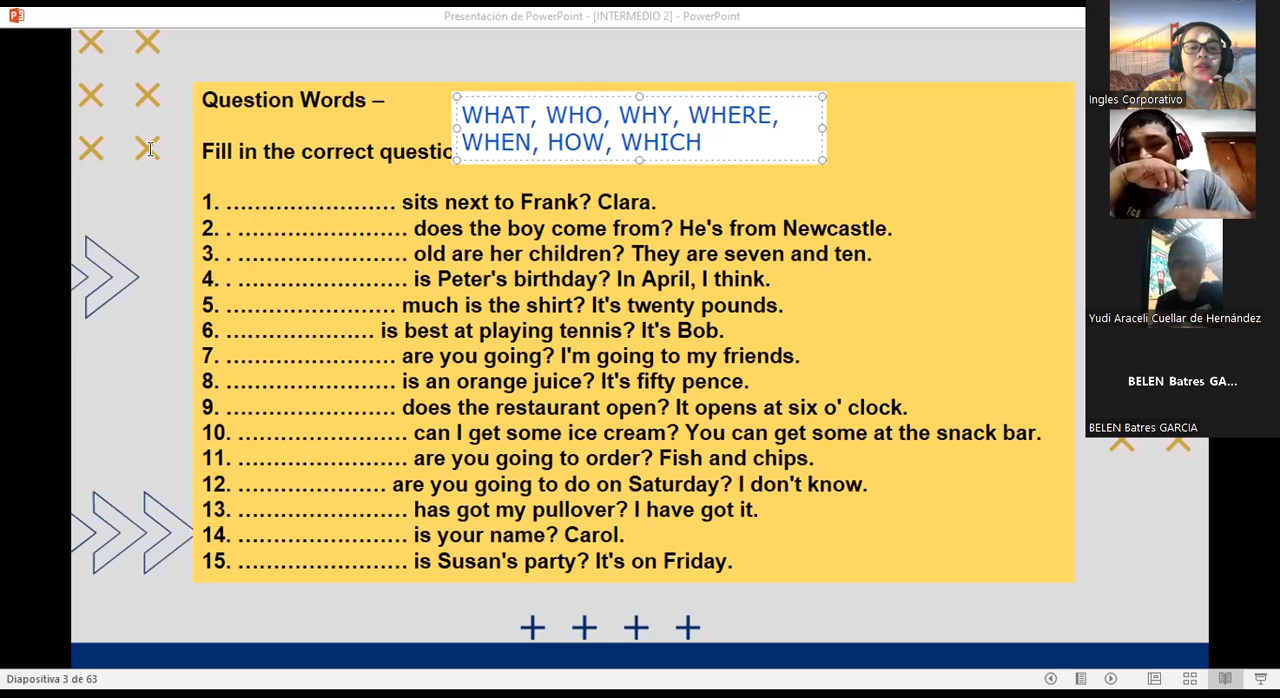 Presentación de PowerPoint - [INTERMEDIO 2] - PowerPoint
Question Words –
WHAT, WHO, WHY, WHERE,
WHEN, HOW, WHICH
Fill in the correct questio
1. ........................ sits next to Frank? Clara.
2. . ........................ does the boy come from? He's from Newcastle.
3. . ........................ old are her children? They are seven and ten.
4. . ........................ is Peter's birthday? In April, I think.
5. ........................ much is the shirt? It's twenty pounds.
6. ..................... is best at playing tennis? It's Bob.
7. ........................ are you going? I'm going to my friends.
8. ........................ is an orange juice? It's fifty pence.
9. ........................ does the restaurant open? It opens at six o' clock.
10. ........................ can I get some ice cream? You can get some at the snack bar.
11. ........................ are you going to order? Fish and chips.
12. ..................... are you going to do on Saturday? I don't know.
13. ........................ has got my pullover? I have got it.
14. ........................ is your name? Carol.
15. ........................ is Susan's party? It's on Friday.
Ingles Corporativo
Yudi Araceli Cuellar de Hernández
BELEN Batres GA...
BELEN Batres GARCIA
Diapositiva 3 de 63